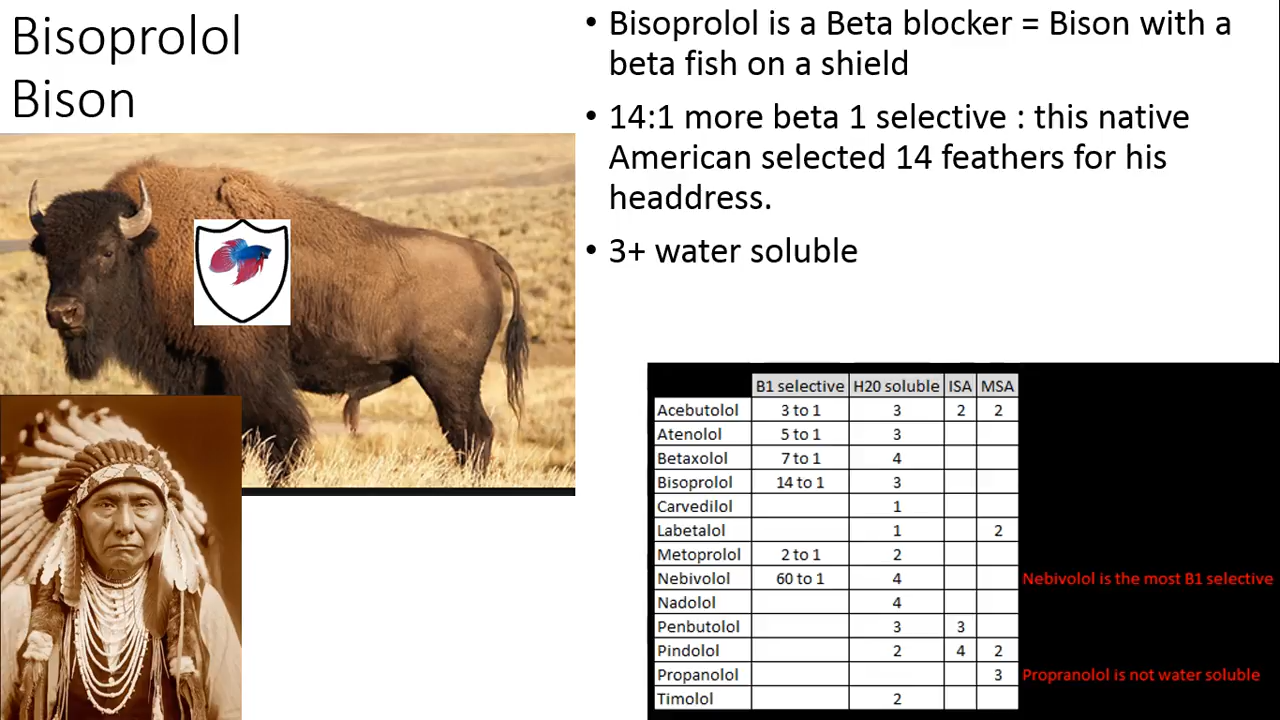 Bisoprolol
Bison
• Bisoprolol is a Beta blocker = Bison with a
beta fish on a shield
• 14:1 more beta 1 selective : this native
American selected 14 feathers for his
headdress.
• 3+ water soluble
B1 selective H20 soluble ISA MSA
Acebutolol 3 to 1 3 2 2
Atenolol 5 to 1 3
Betaxolol 7 to 1 4
Bisoprolol 14 to 1 3
Carvedilol 1
Labetalol 1 2
Metoprolol 2 to 1 2
Nebivolol 60 to 1 4 Nebivolol is the most B1 selective
Nadolol 4
Penbutolol 3 3
Pindolol 2 4 2
Propanolol 3 Propranolol is not water soluble
Timolol 2